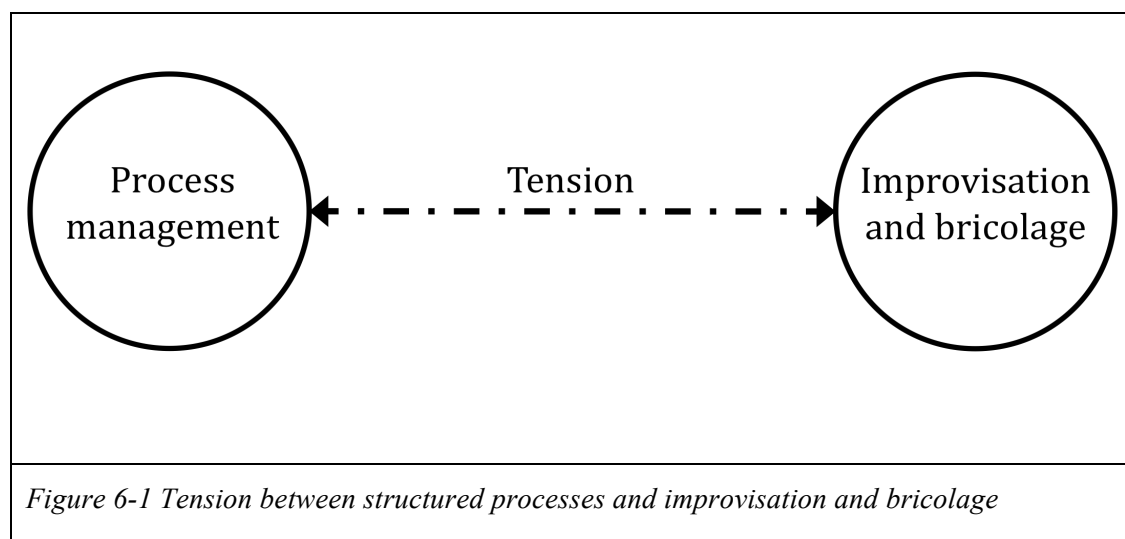 Process
management
Tension
Improvisation
and bricolage
Figure 6-1 Tension between structured processes and improvisation and bricolage